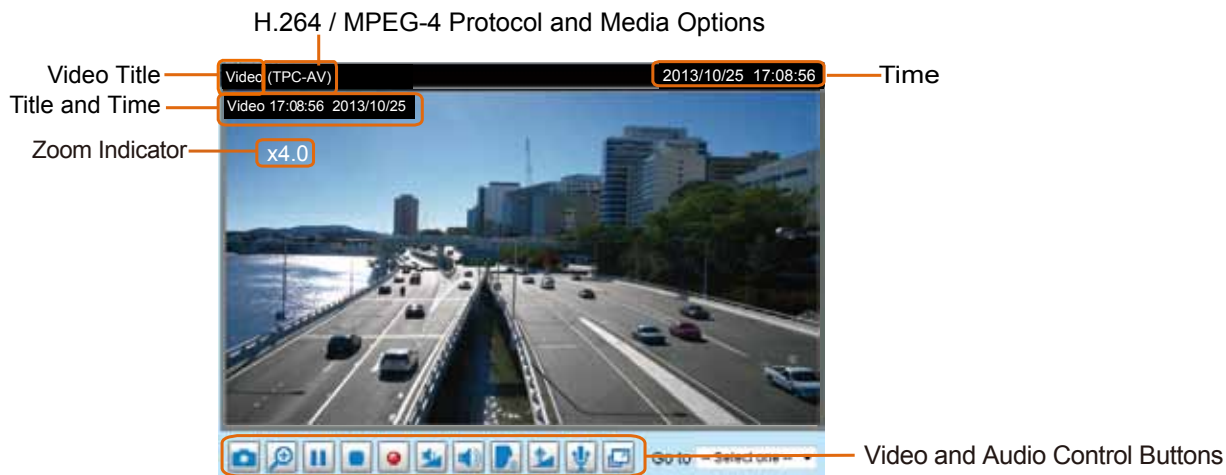 H.264 / MPEG-4 Protocol and Media Options
Video Title
Video (TPC-AV)
2013/10/25 17:08:56
Time
Title and Time
Video 17:08:56 2013/10/25
Zoom Indicator
x4.0
Go to
-- Select one --
Video and Audio Control Buttons